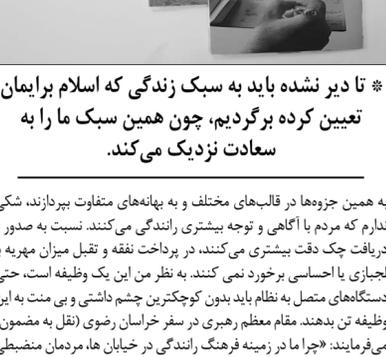 * تا دیر نشده باید به سبک زندگی که اسلام برایمان
تعیین کرده برگردیم، چون همین سبک ما را به
سعادت نزدیک می‌کند.
به همین جزوه‌ها در قالب‌های مختلف و به بهانه‌های متفاوت بپردازند، شکی
ندارم که مردم با آگاهی و توجه بیشتری رانندگی می‌کنند. نسبت به صدور و
دریافت چک دقت بیشتری می‌کنند، در پرداخت نفقه و تقبل میزان مهریه
لجبازی یا احساسی برخورد نمی کنند. به نظر من این یک وظیفه است، حتی
دستگاه‌های متصل به نظام باید بدون کوچکترین چشم داشتی و بی منت به این
وظیفه تن بدهند. مقام معظم رهبری در سفر خراسان رضوی (نقل به مضمون)
می‌فرمایند: «چرا ما در زمینه فرهنگ رانندگی در خیابان ها، مردمان منضبطی